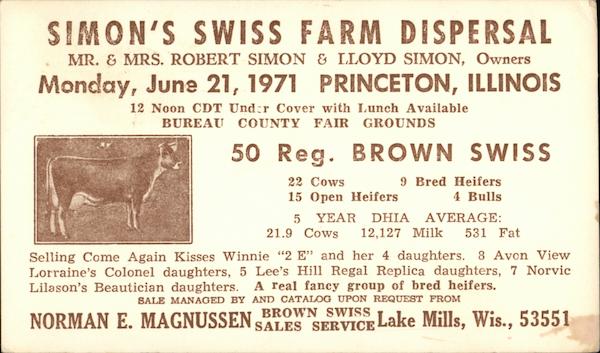 SIMON'S SWISS FARM DISPERSAL
MR. & MRS. ROBERT SIMON & LLOYD SIMON, Owners
Monday, June 21, 1971 PRINCETON, ILLINOIS
12 Noon CDT Under Cover with Lunch Available
BUREAU COUNTY FAIR GROUNDS
50 Reg. BROWN SWISS
22 Cows 9 Bred Heifers
15 Open Heifers 4 Bulls
5 YEAR DHIA AVERAGE:
21.9 Cows 12,127 Milk 531 Fat
Selling Come Again Kisses Winnie "2 E" and her 4 daughters. 3 Avon View
Lorraine's Colonel daughters, 5 Lee's Hill Regal Replica daughters, 7 Norvic
Lilason's Beautician daughters. A real fancy group of bred heifers.
SALE MANAGED BY AND CATALOG UPON REQUEST FROM
NORMAN E. MAGNUSSEN BROWN SWISS SALES SERVICE Lake Mills, Wis., 53551